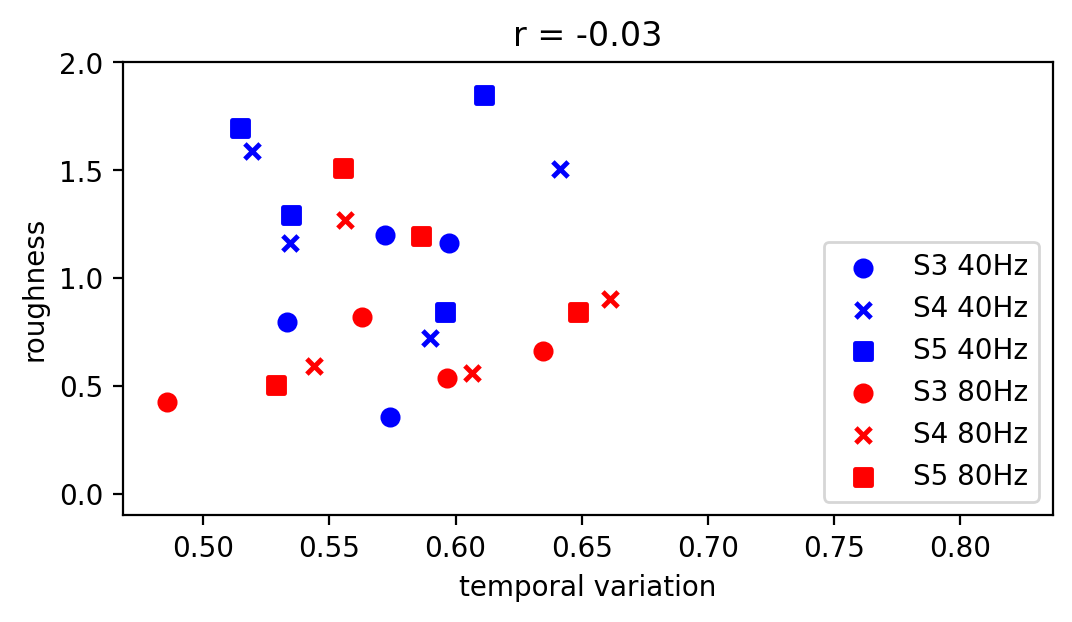 r = -0.03
roughness
2.0
1.5
1.0
0.5
0.0
0.50 0.55 0.60 0.65 0.70 0.75 0.80
temporal variation
S3 40Hz
S4 40Hz
S5 40Hz
S3 80Hz
S4 80Hz
S5 80Hz